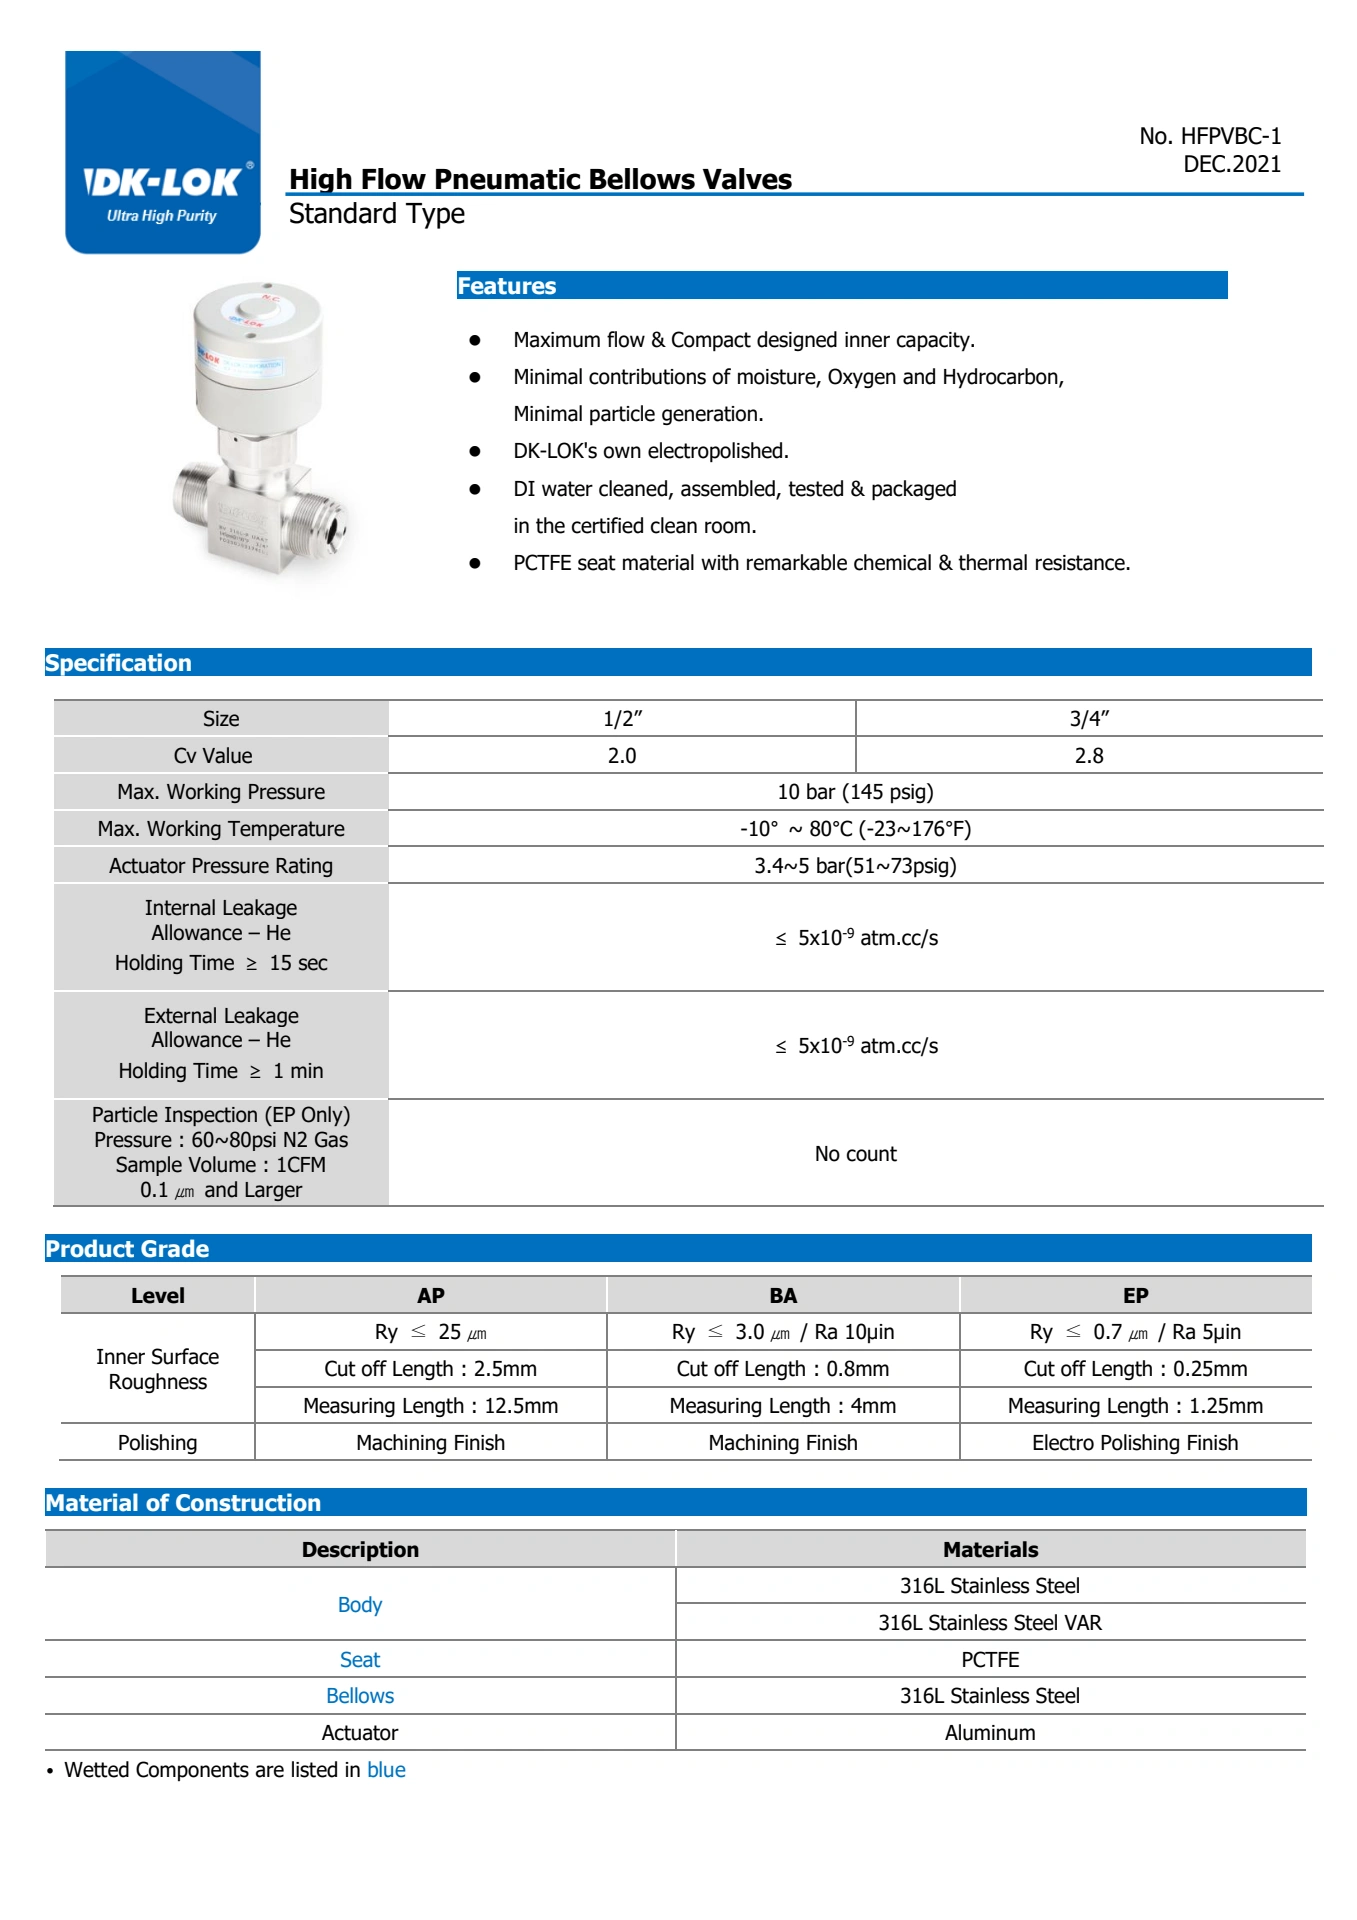 No. HFPVBC-1
DEC.2021
DK-LOK®
Ultra High Purity
High Flow Pneumatic Bellows Valves
Standard Type
N.C.
DK-LOK
DK-LOK
Features
● Maximum flow & Compact designed inner capacity.
● Minimal contributions of moisture, Oxygen and Hydrocarbon,
Minimal particle generation.
● DK-LOK's own electropolished.
● DI water cleaned, assembled, tested & packaged
in the certified clean room.
● PCTFE seat material with remarkable chemical & thermal resistance.
Specification
Size 1/2” 3/4”
Cv Value 2.0 2.8
Max. Working Pressure 10 bar (145 psig)
Max. Working Temperature -10° ~ 80°C (-23~176°F)
Actuator Pressure Rating 3.4~5 bar(51~73psig)
Internal Leakage
Allowance – He
Holding Time ≥ 15 sec
≤ 5x10⁻⁹ atm.cc/s
External Leakage
Allowance – He
Holding Time ≥ 1 min
≤ 5x10⁻⁹ atm.cc/s
Particle Inspection (EP Only)
Pressure : 60~80psi N2 Gas
Sample Volume : 1CFM
0.1 ㎛ and Larger
No count
Product Grade
Level AP BA EP
Inner Surface
Roughness
Ry ≤ 25 ㎛ Ry ≤ 3.0 ㎛ / Ra 10µin Ry ≤ 0.7 ㎛ / Ra 5µin
Cut off Length : 2.5mm Cut off Length : 0.8mm Cut off Length : 0.25mm
Measuring Length : 12.5mm Measuring Length : 4mm Measuring Length : 1.25mm
Polishing Machining Finish Machining Finish Electro Polishing Finish
Material of Construction
Description Materials
Body
316L Stainless Steel
316L Stainless Steel VAR
Seat PCTFE
Bellows 316L Stainless Steel
Actuator Aluminum
• Wetted Components are listed in blue